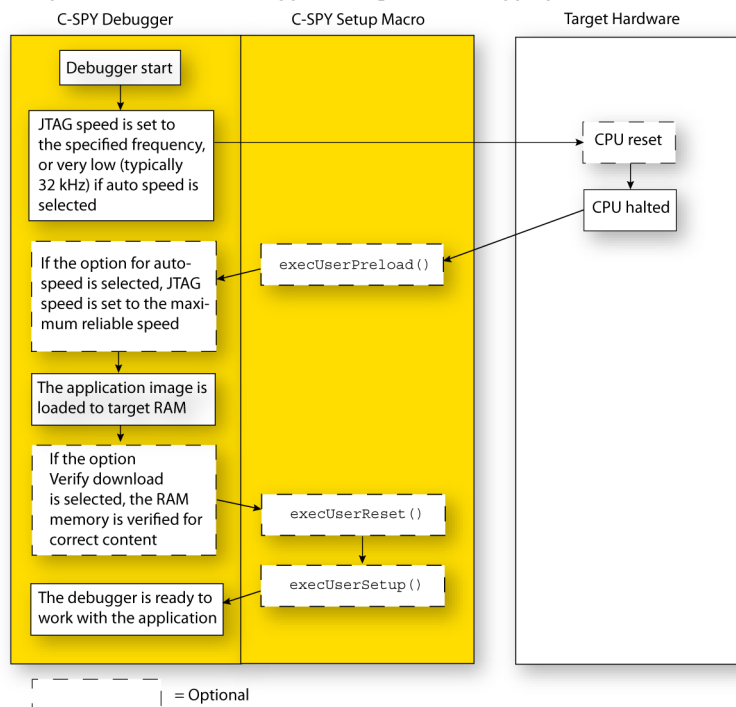 C-SPY Debugger
C-SPY Setup Macro
Target Hardware
Debugger start
JTAG speed is set to
the specified frequency,
or very low (typically
32 kHz) if auto speed is
selected
CPU reset
CPU halted
execUserPreload()
If the option for auto-
speed is selected, JTAG
speed is set to the maxi-
mum reliable speed
The application image is
loaded to target RAM
If the option
Verify download
is selected, the RAM
memory is verified for
correct content
execUserReset()
execUserSetup()
The debugger is ready to
work with the application
= Optional